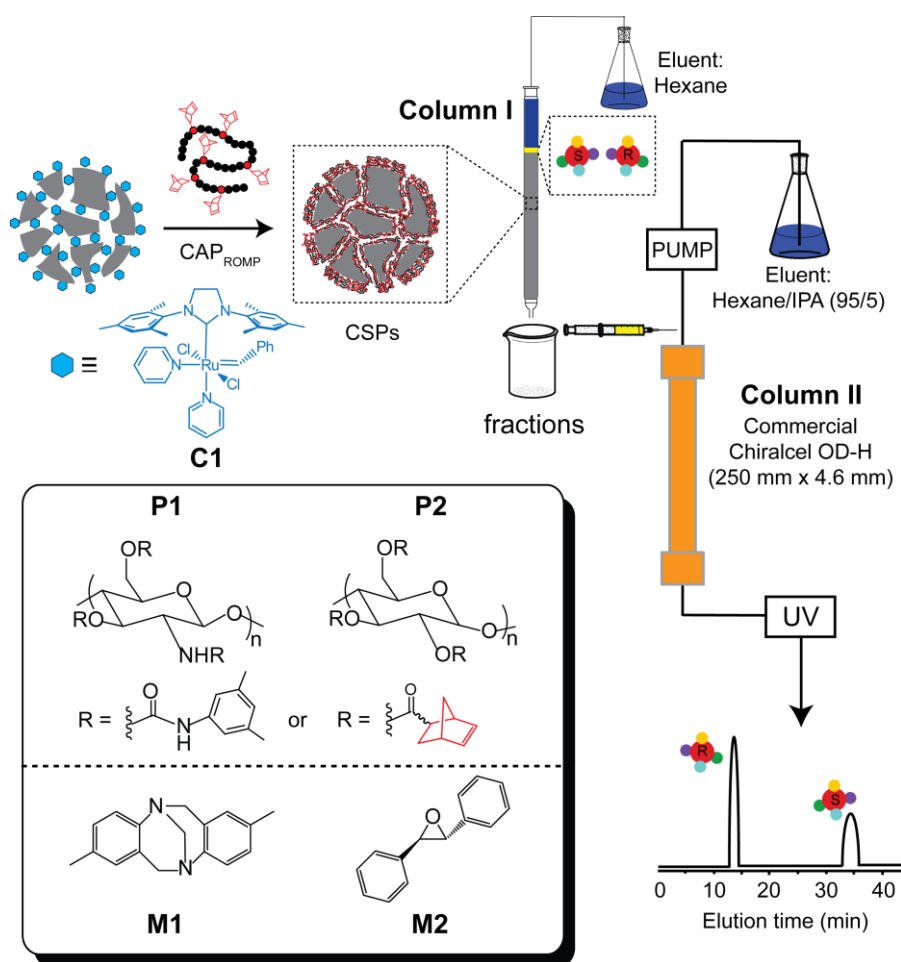 Eluent:
Hexane
Column I
S
R
CAP_ROMP
CSPs
PUMP
Eluent:
Hexane/IPA (95/5)
N
N
Cl
Ph
≡
Ru
N
Cl
N
C1
fractions
Column II
Commercial
Chiralcel OD-H
(250 mm x 4.6 mm)
UV
P1
P2
OR
OR
O
O
RO
O
n
RO
O
n
NHR
OR
R =
O
N
H
or
R =
O
N
N
O
M1
M2
R
S
0 10 20 30 40
Elution time (min)